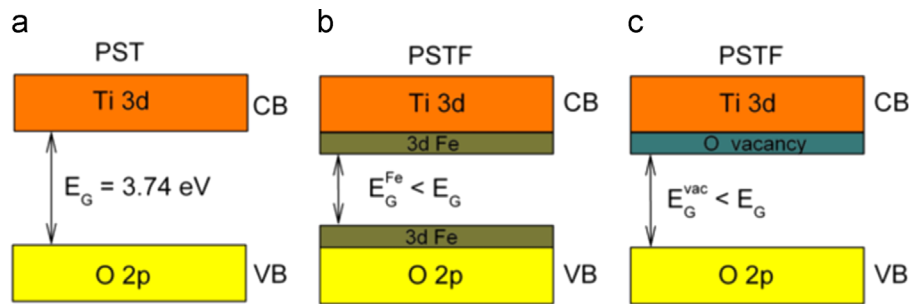 a
PST
Ti 3d
CB
E_G = 3.74 eV
O 2p
VB
b
PSTF
Ti 3d
CB
3d Fe
E_G^Fe < E_G
3d Fe
O 2p
VB
c
PSTF
Ti 3d
CB
O vacancy
E_G^vac < E_G
O 2p
VB